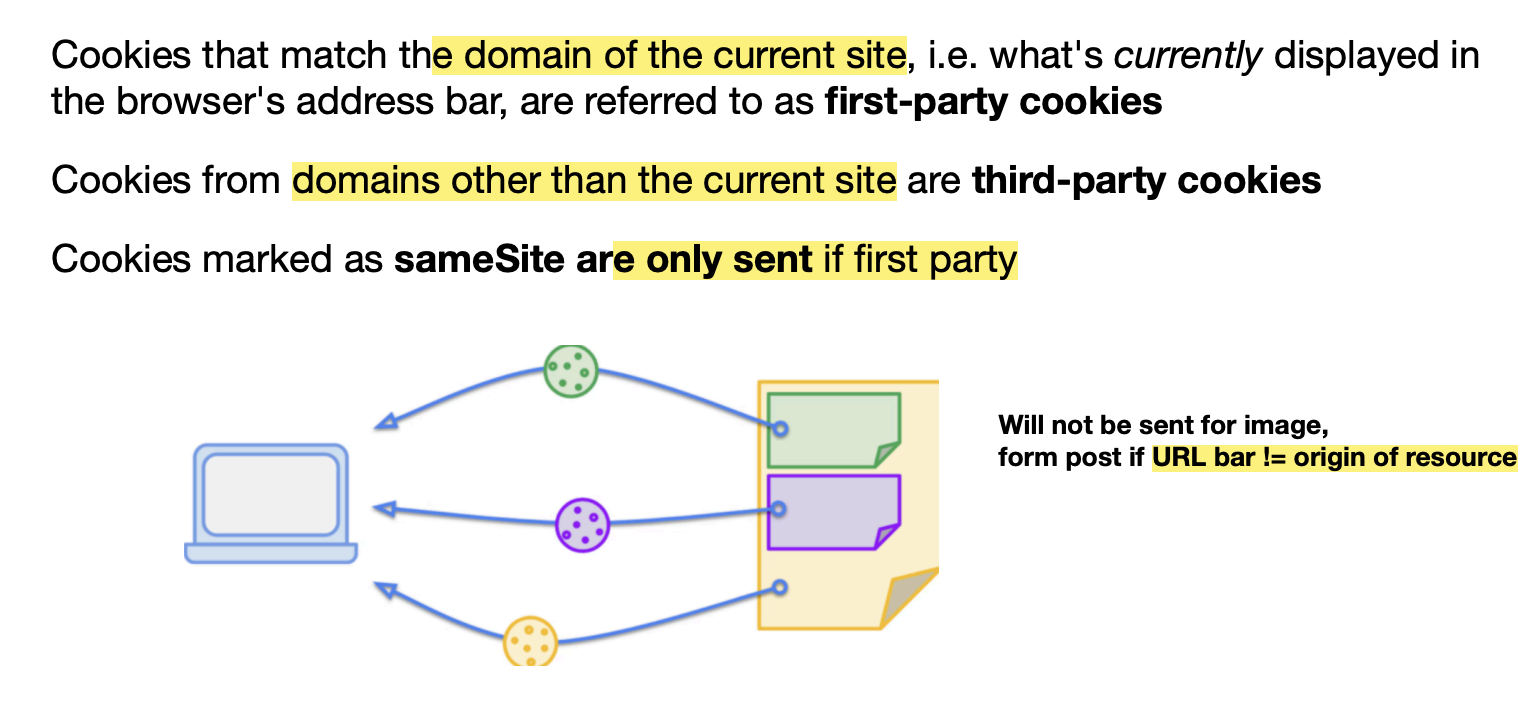 Cookies that match the domain of the current site, i.e. what's currently displayed in
the browser's address bar, are referred to as first-party cookies
Cookies from domains other than the current site are third-party cookies
Cookies marked as sameSite are only sent if first party
Will not be sent for image,
form post if URL bar != origin of resource